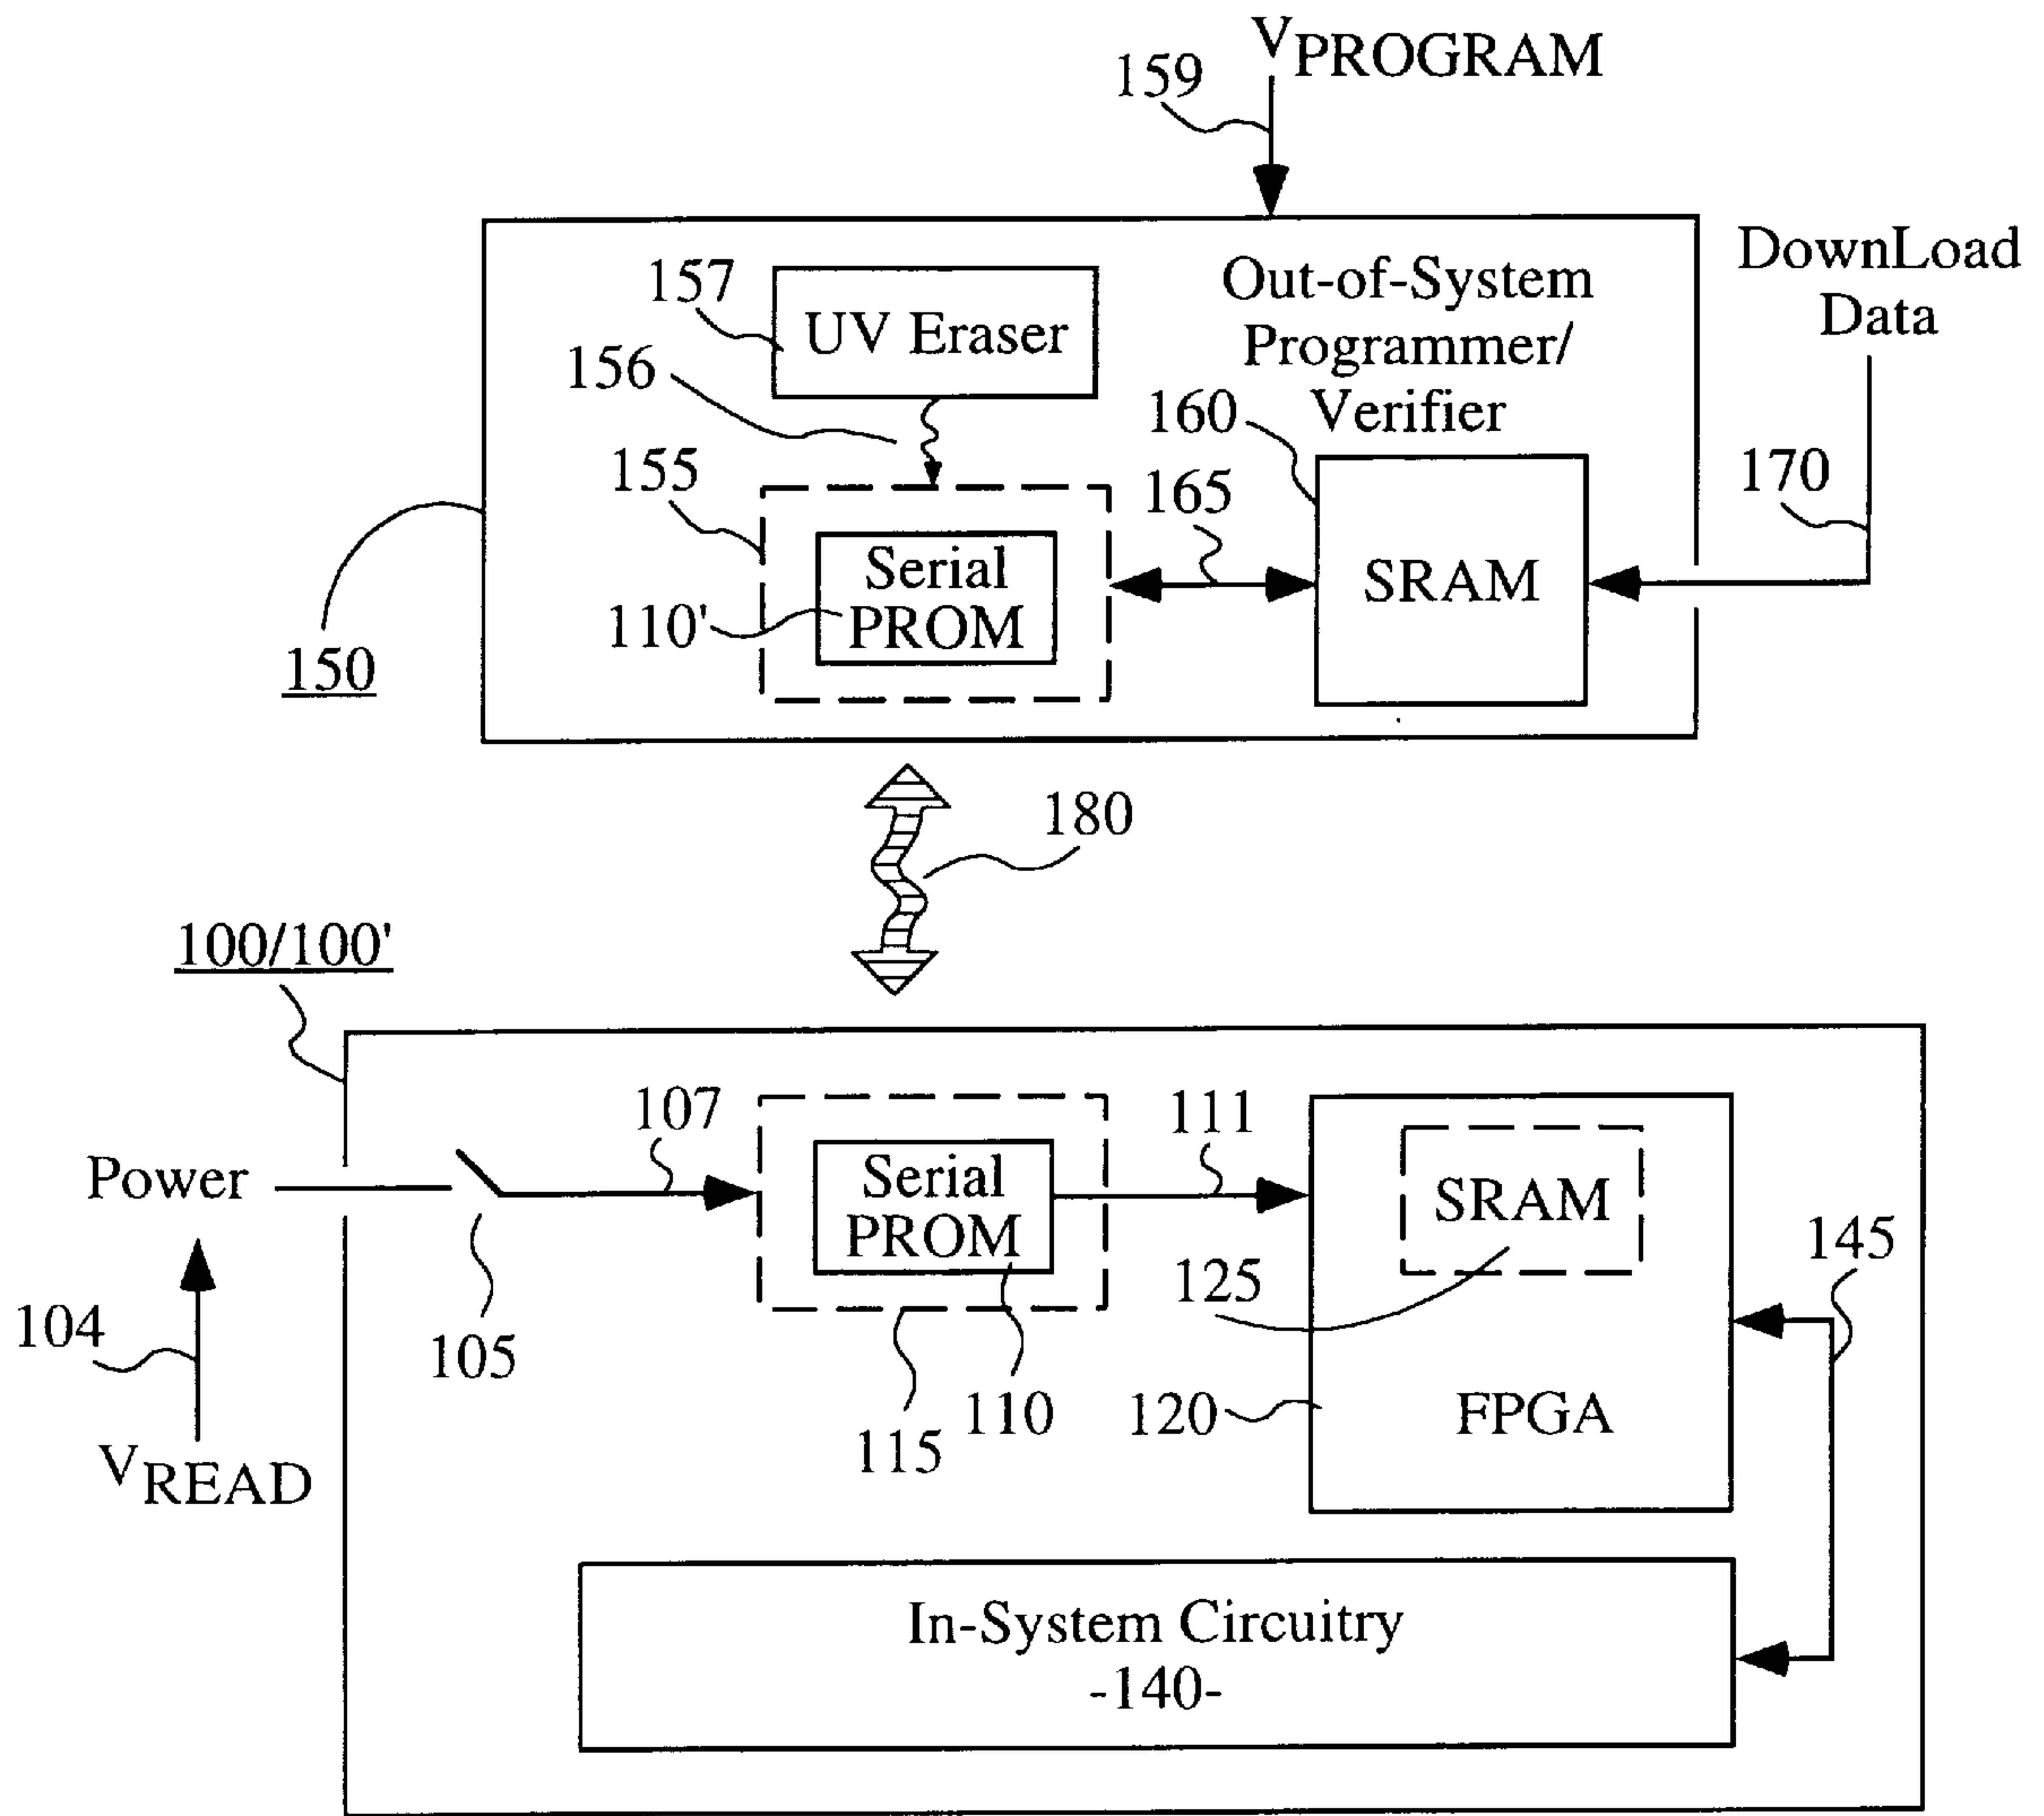 VPROGRAM
159
DownLoad
Data
157
UV Eraser
Out-of-System
Programmer/
Verifier
156
160
155
165
170
Serial
PROM
SRAM
110'
150
180
100/100'
107
111
Power
Serial
PROM
SRAM
145
125
104
105
110
120
FPGA
115
VREAD
In-System Circuitry
-140-